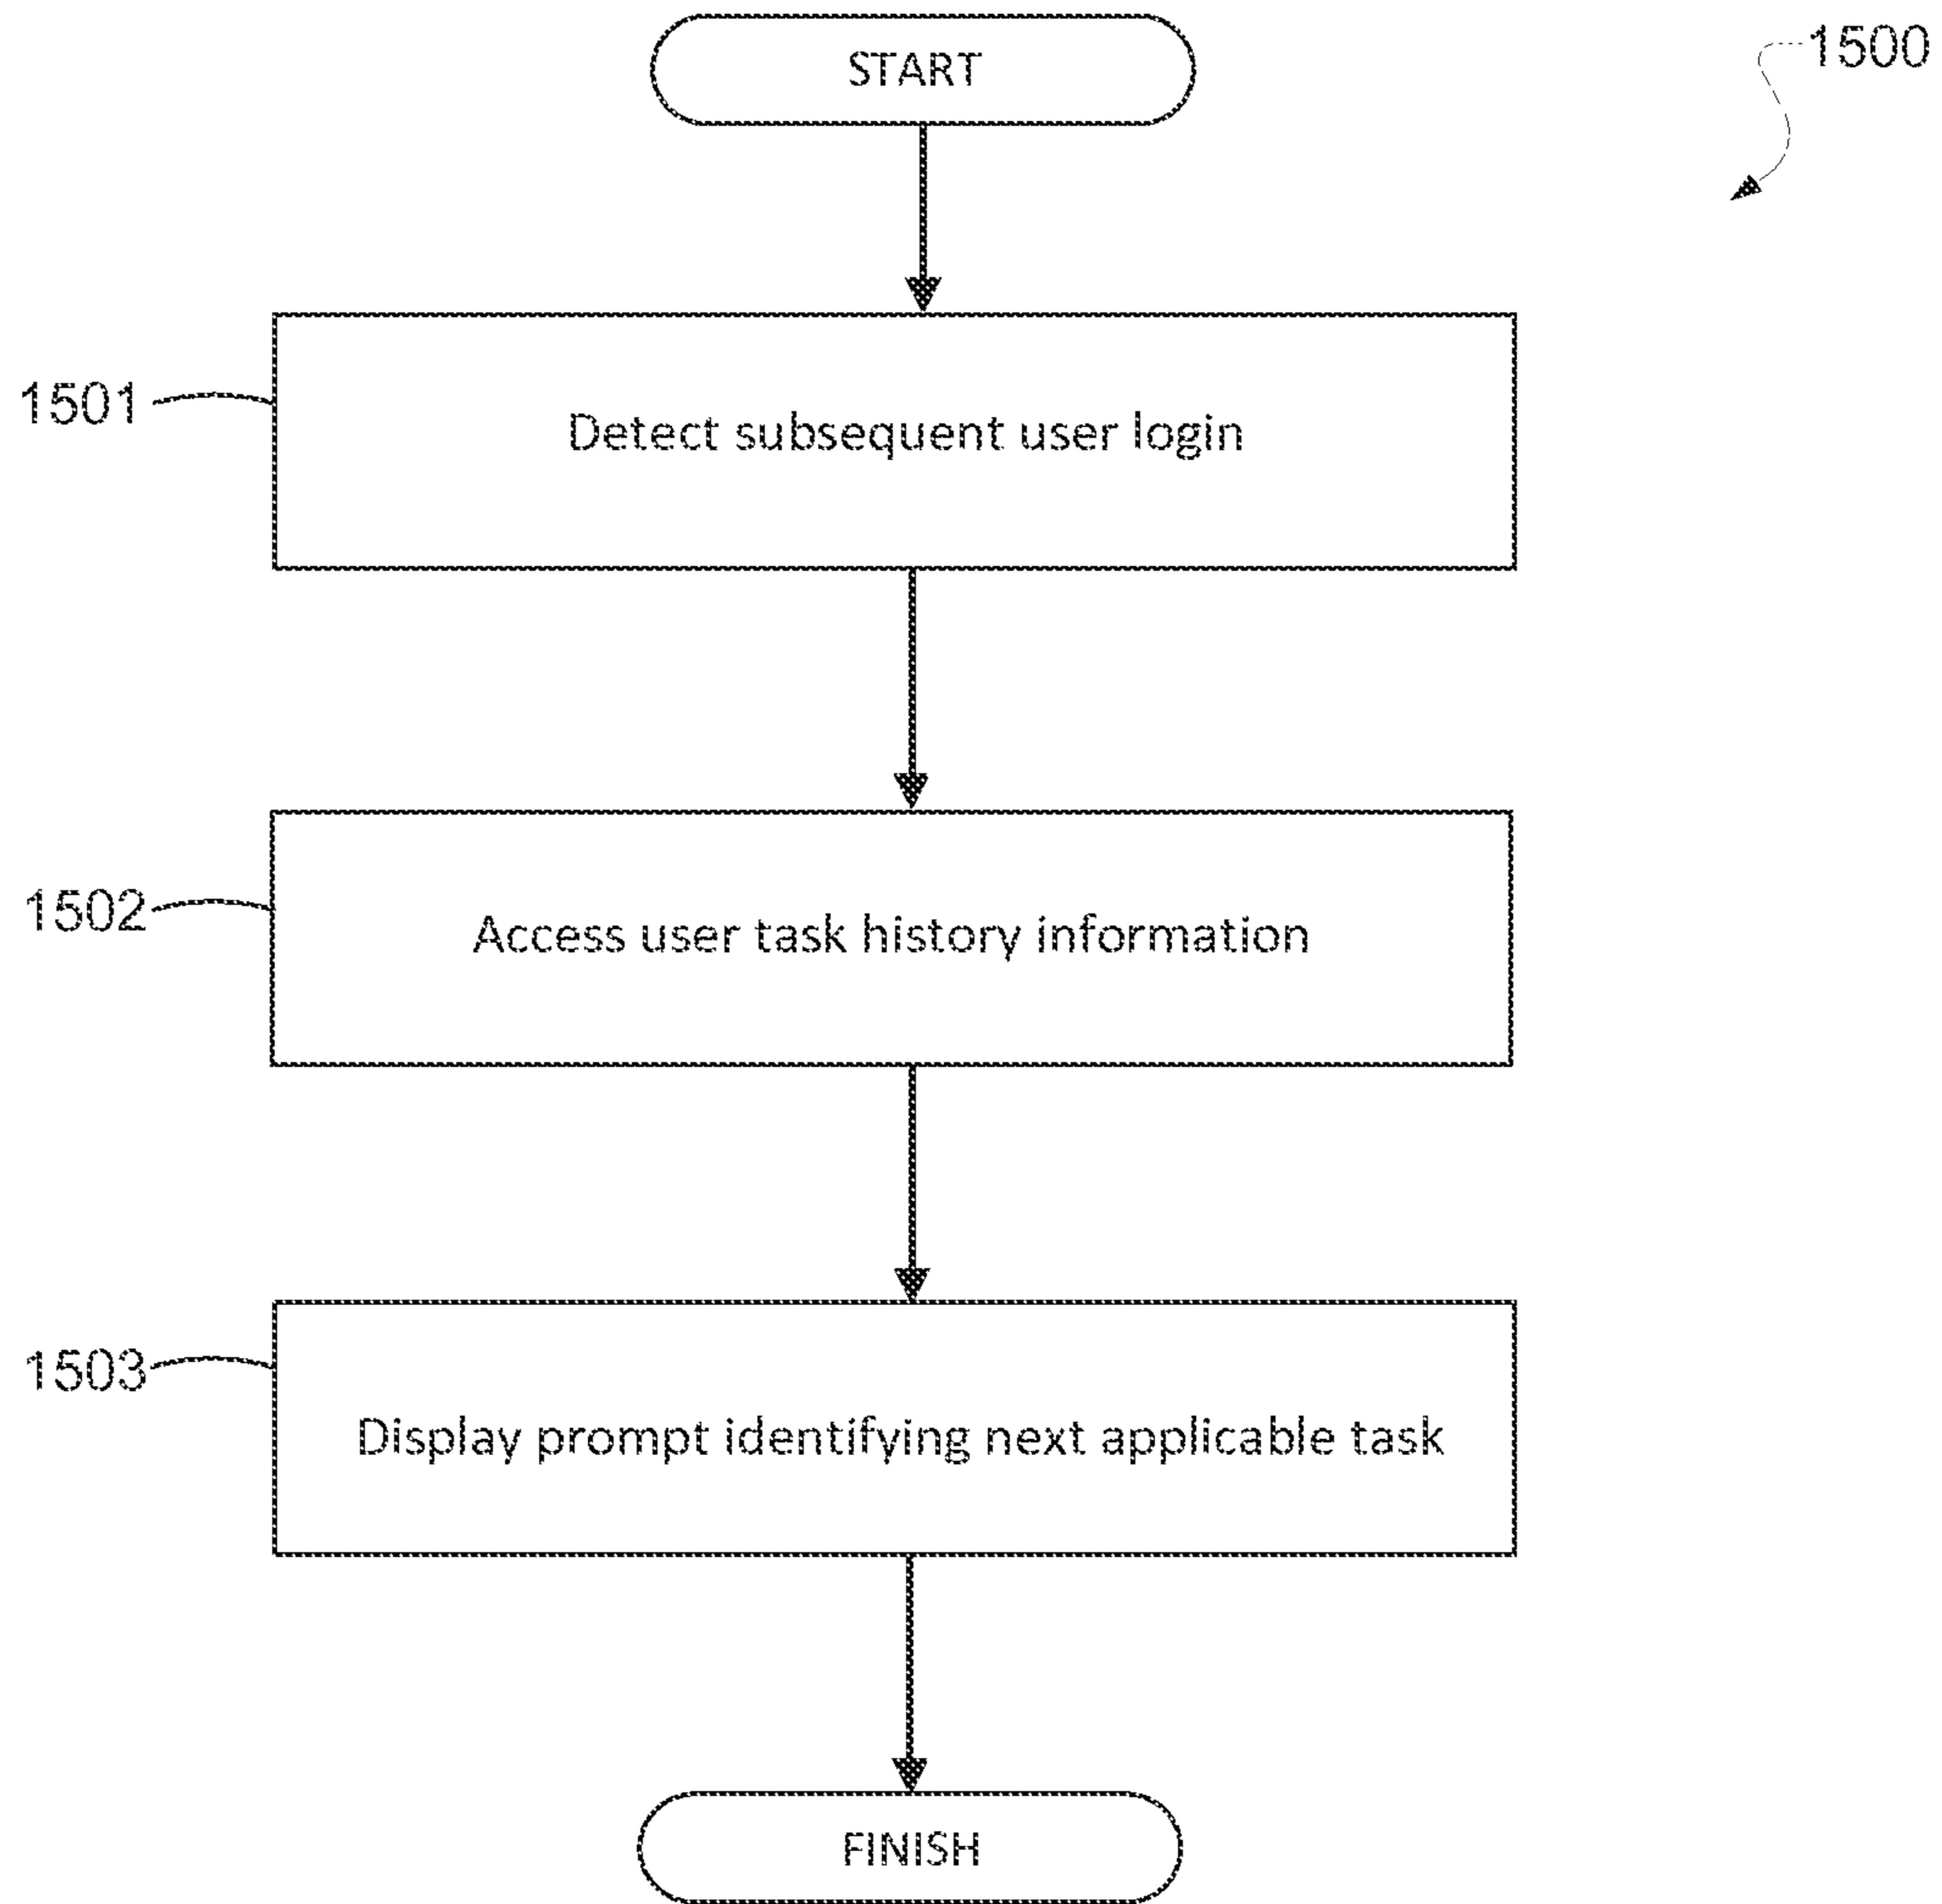 START
1500
1501
Detect subsequent user login
1502
Access user task history information
1503
Display prompt identifying next applicable task
FINISH